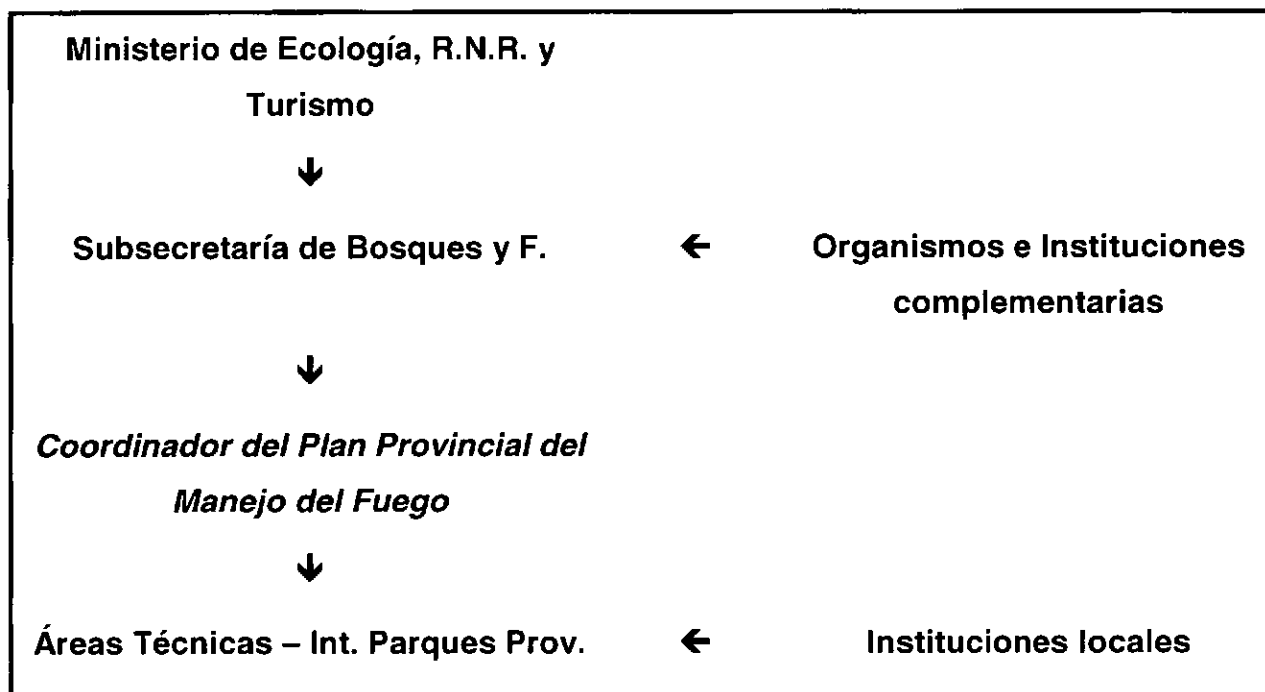 Ministerio de Ecología, R.N.R. y
Turismo
↓
Subsecretaría de Bosques y F. ← Organismos e Instituciones
complementarias
↓
Coordinador del Plan Provincial del
Manejo del Fuego
↓
Áreas Técnicas – Int. Parques Prov. ← Instituciones locales